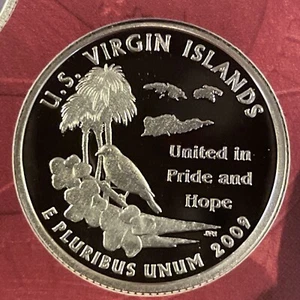 U.S. VIRGIN ISLANDS
United in
Pride and
Hope
E PLURIBUS UNUM 2009